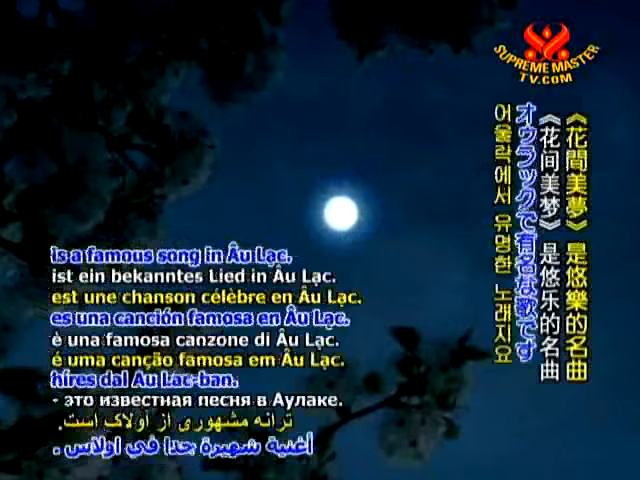 SUPREME MASTER
TV.COM
《花間美夢》是悠樂的名曲
《花间美梦》是悠乐的名曲
オゥラックで有名な歌です
어울락에서 유명한 노래지요
is a famous song in Âu Lạc.
ist ein bekanntes Lied in Âu Lạc.
est une chanson célèbre en Âu Lạc.
es una canción famosa en Âu Lạc.
è una famosa canzone di Âu Lạc.
é uma canção famosa em Âu Lạc.
híres dal Au Lac-ban.
- это известная песня в Аулаке.
ترانه مشهوری از اولاک است.
أغنية شهيرة جدا في اولاس .